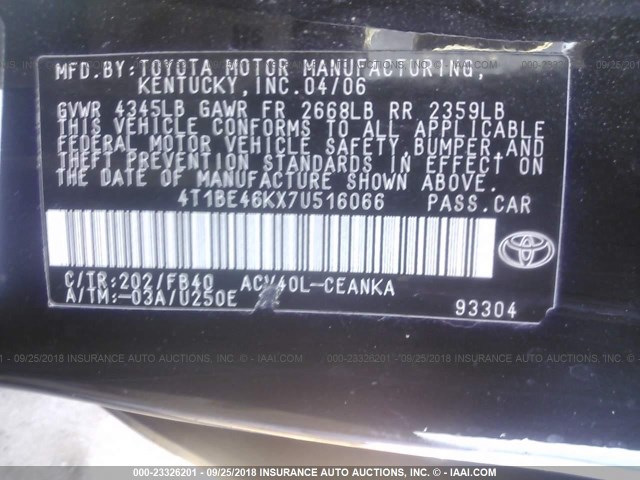 MFD.BY:TOYOTA MOTOR MANUFACTURING,
KENTUCKY,INC.04/06
GVWR 4345LB GAWR FR 2668LB RR 2359LB
THIS VEHICLE CONFORMS TO ALL APPLICABLE
FEDERAL MOTOR VEHICLE SAFETY,BUMPER,AND
THEFT PREVENTION STANDARDS IN EFFECT ON
THE DATE OF MANUFACTURE SHOWN ABOVE.
4T1BE46KX7U516066 PASS.CAR
TOYOTA
C/TR:202/FB40 ACV40L-CEANKA
A/TM:-03A/U250E 93304
000-23326201 - 09/25/2018 INSURANCE AUTO AUCTIONS, INC. © - IAAI.COM